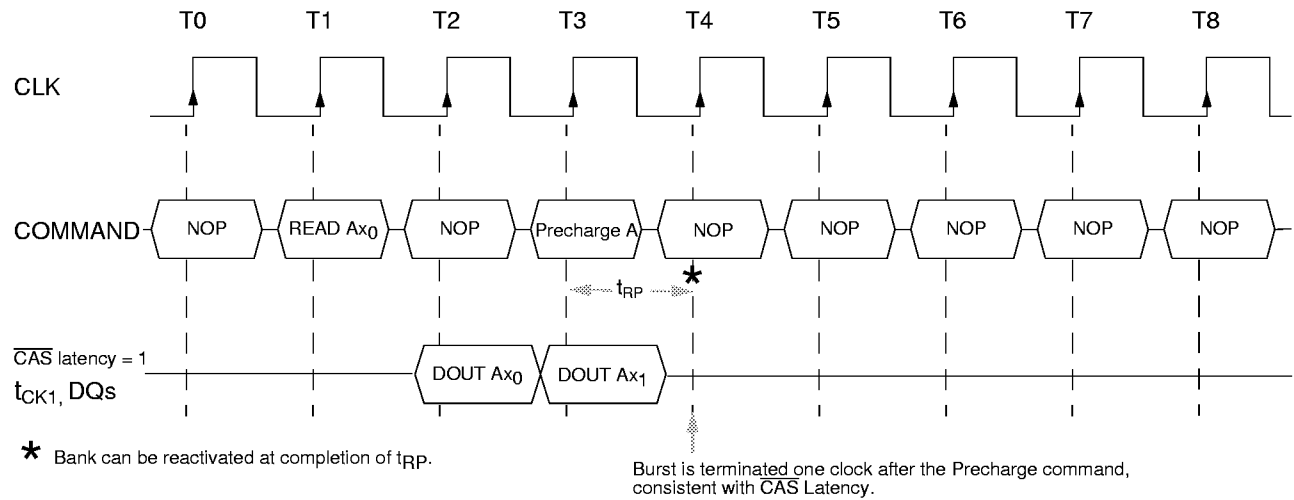 T0 T1 T2 T3 T4 T5 T6 T7 T8
CLK
COMMAND NOP READ Ax0 NOP Precharge A NOP NOP NOP NOP NOP
*
tRP
CAS latency = 1
tCK1, DQs DOUT Ax0 DOUT Ax1
* Bank can be reactivated at completion of tRP.
Burst is terminated one clock after the Precharge command,
consistent with CAS Latency.